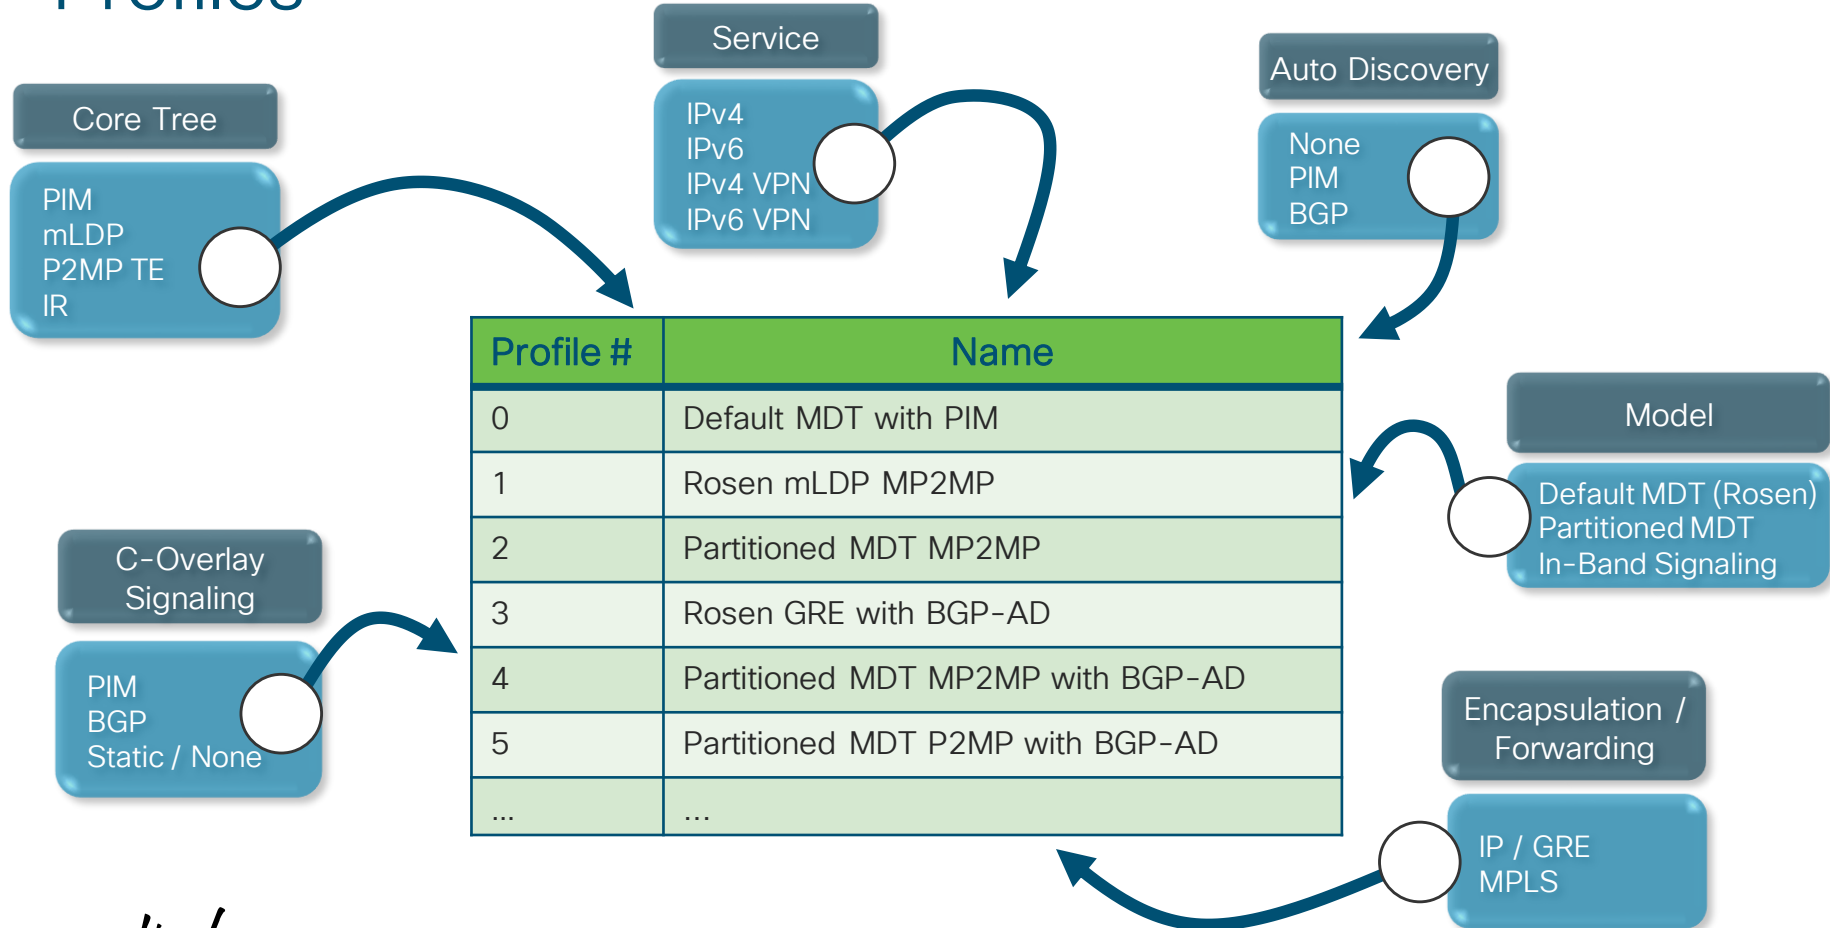 Profiles
Service
IPv4
IPv6
IPv4 VPN
IPv6 VPN
Auto Discovery
None
PIM
BGP
Core Tree
PIM
mLDP
P2MP TE
IR
Profile # Name
0 Default MDT with PIM
1 Rosen mLDP MP2MP
2 Partitioned MDT MP2MP
3 Rosen GRE with BGP-AD
4 Partitioned MDT MP2MP with BGP-AD
5 Partitioned MDT P2MP with BGP-AD
... ...
Model
Default MDT (Rosen)
Partitioned MDT
In-Band Signaling
C-Overlay
Signaling
PIM
BGP
Static / None
Encapsulation /
Forwarding
IP / GRE
MPLS